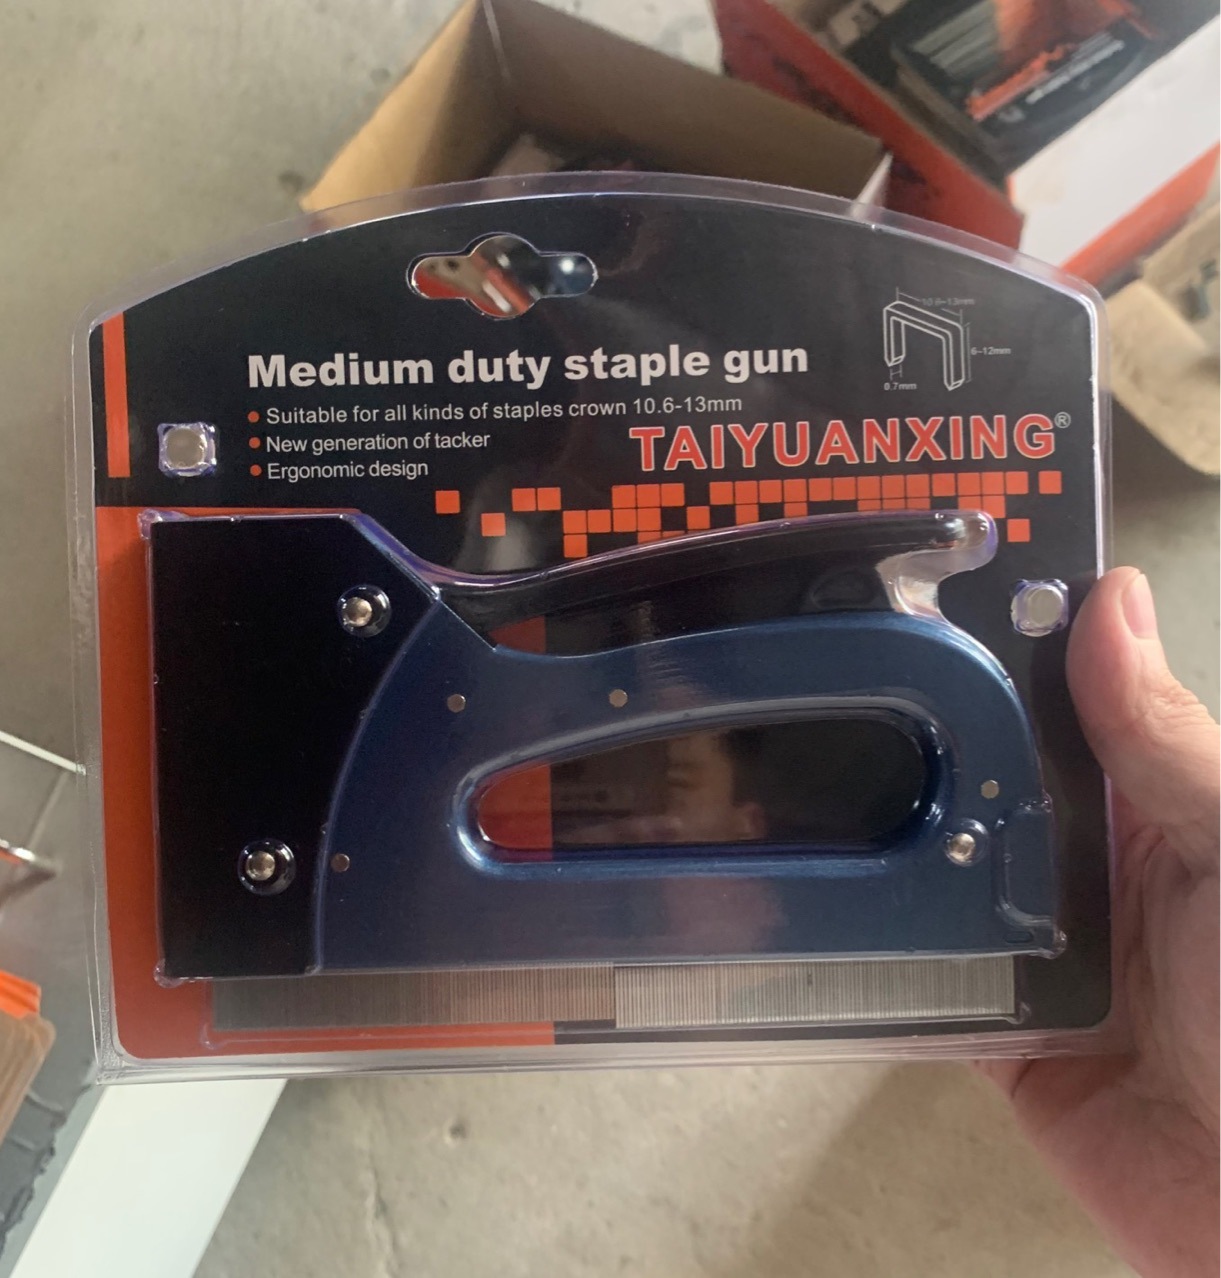 10.6-13mm
6-12mm
0.7mm
Medium duty staple gun
Suitable for all kinds of staples crown 10.6-13mm
New generation of tacker
Ergonomic design
TAIYUANXING®